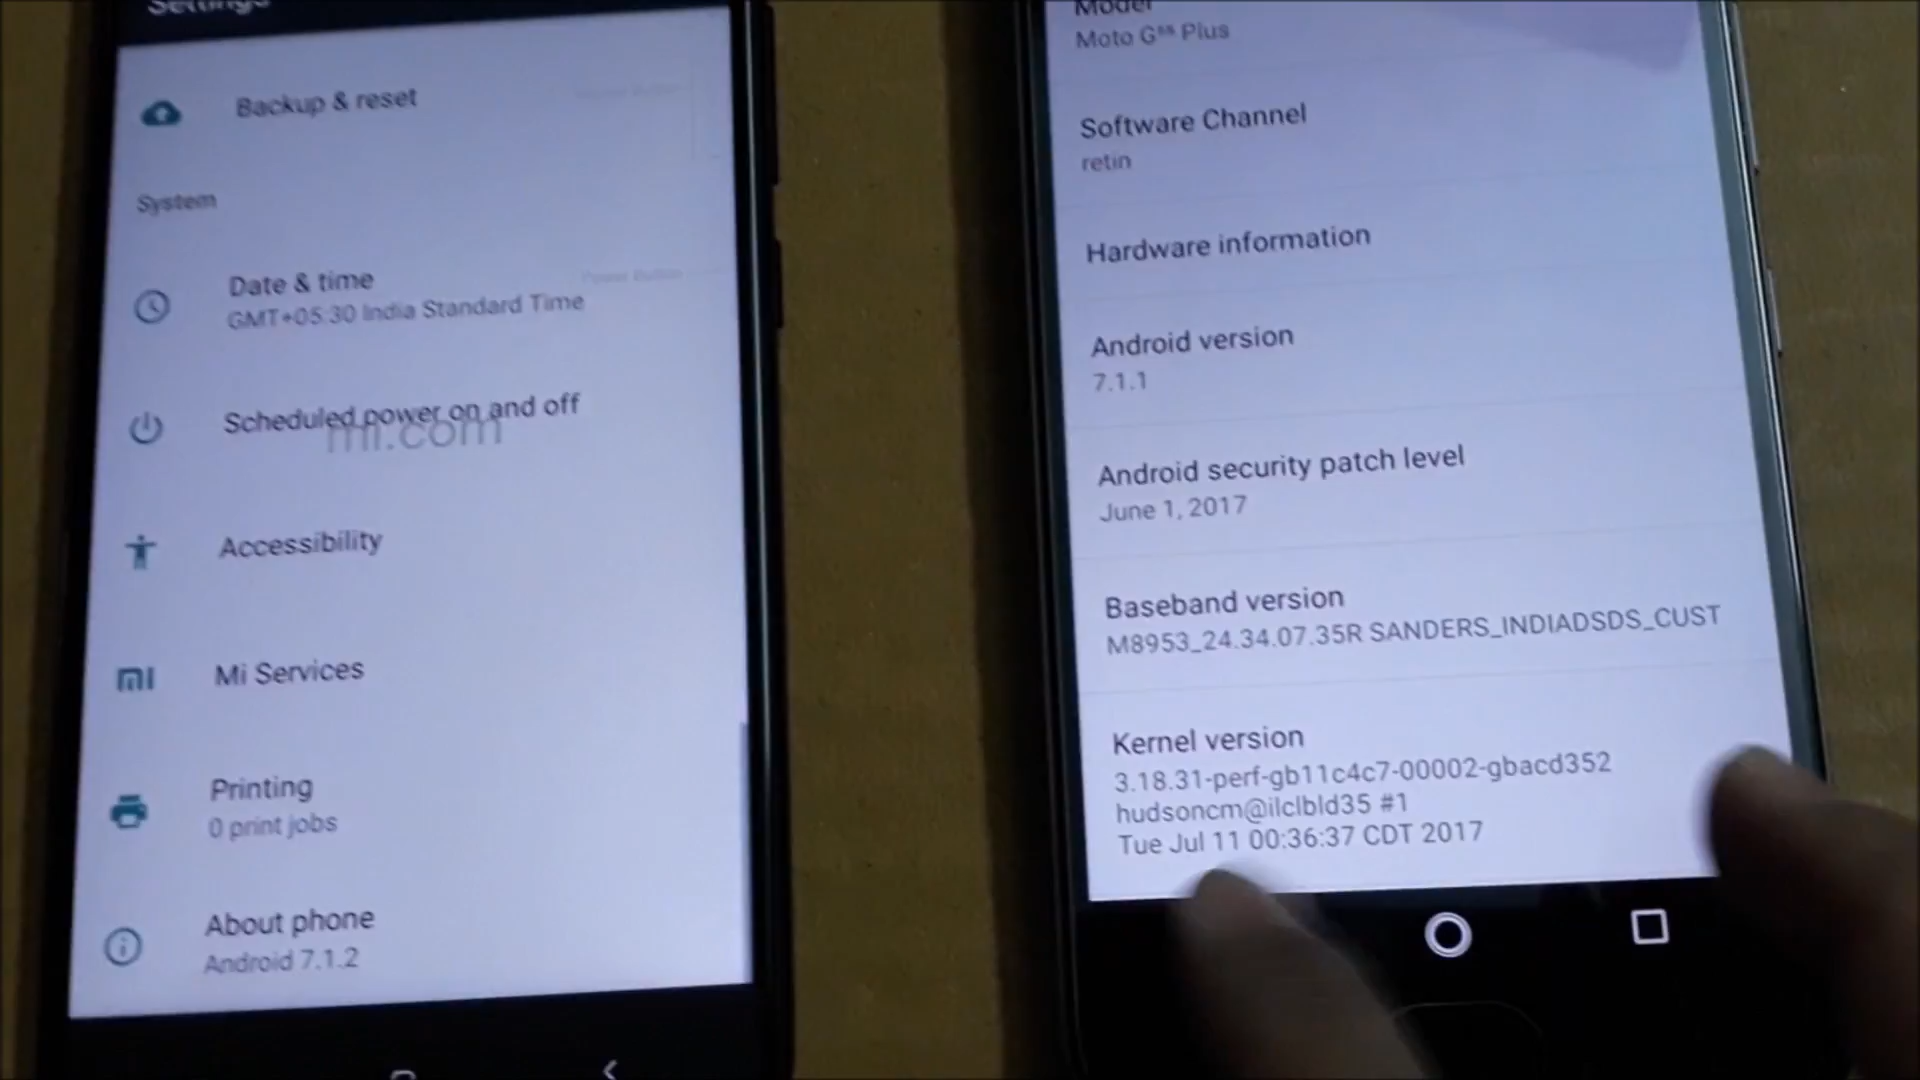 Settings
Backup & reset
System
Date & time
GMT+05:30 India Standard Time
Power Button
Scheduled power on and off
mi.com
Accessibility
Mi Services
Printing
0 print jobs
About phone
Android 7.1.2
Model
Moto G⁵ˢ Plus
Software Channel
retin
Hardware information
Android version
7.1.1
Android security patch level
June 1, 2017
Baseband version
M8953_24.34.07.35R SANDERS_INDIADSDS_CUST
Kernel version
3.18.31-perf-gb11c4c7-00002-gbacd352
hudsoncm@ilclbld35 #1
Tue Jul 11 00:36:37 CDT 2017